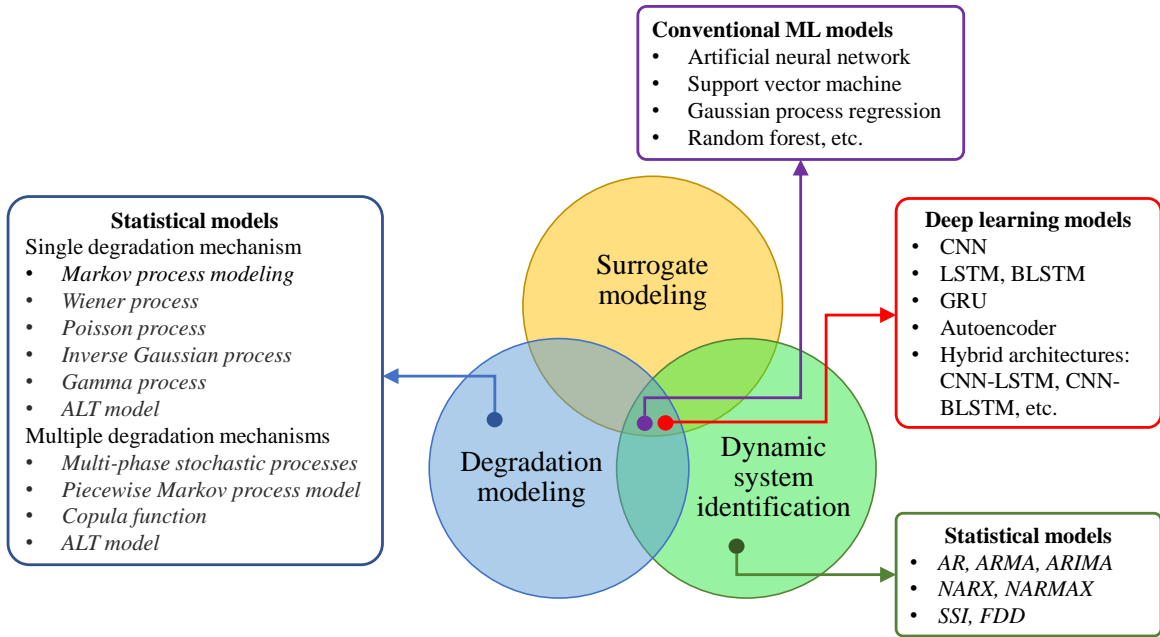 Conventional ML models
• Artificial neural network
• Support vector machine
• Gaussian process regression
• Random forest, etc.
Statistical models
Single degradation mechanism
• Markov process modeling
• Wiener process
• Poisson process
• Inverse Gaussian process
• Gamma process
• ALT model
Multiple degradation mechanisms
• Multi-phase stochastic processes
• Piecewise Markov process model
• Copula function
• ALT model
Surrogate
modeling
Degradation
modeling
Dynamic
system
identification
Deep learning models
• CNN
• LSTM, BLSTM
• GRU
• Autoencoder
• Hybrid architectures:
CNN-LSTM, CNN-
BLSTM, etc.
Statistical models
• AR, ARMA, ARIMA
• NARX, NARMAX
• SSI, FDD